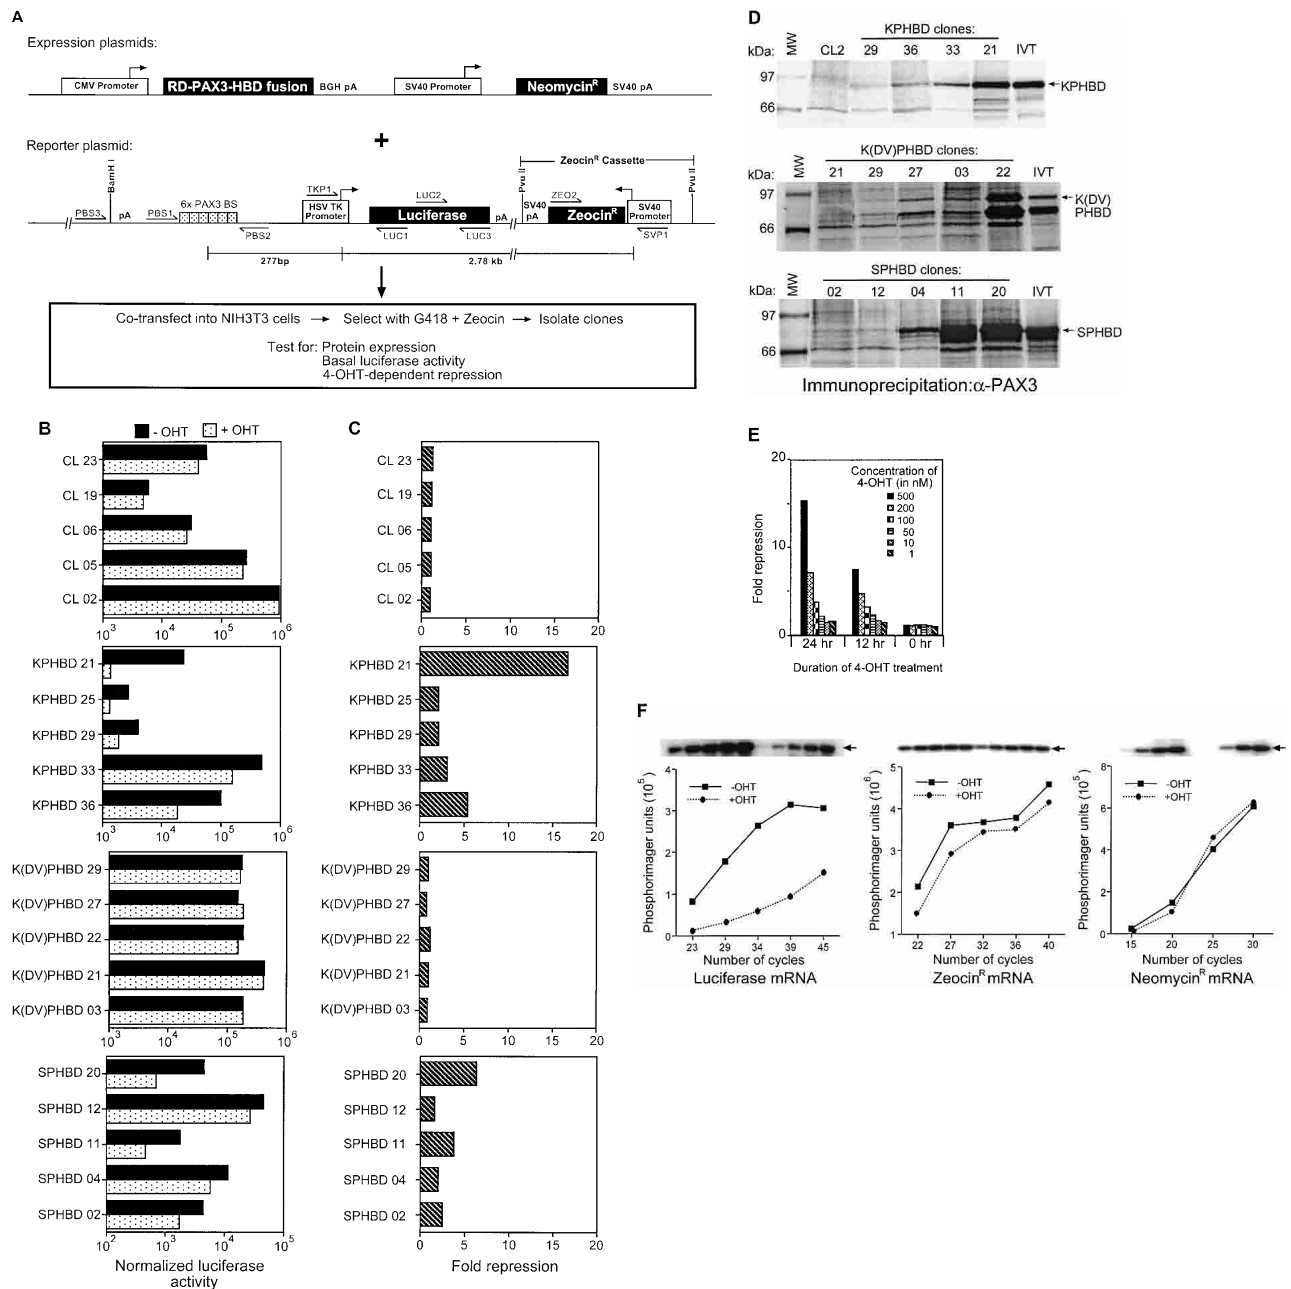 A
Expression plasmids:
CMV Promoter
RD-PAX3-HBD fusion
BGH pA
SV40 Promoter
Neomycin^R
SV40 pA
+
Reporter plasmid:
BamH I
PBS3
pA
PBS1
6x PAX3 BS
PBS2
TKP1
HSV TK Promoter
LUC2
Luciferase
LUC1
LUC3
pA
Zeocin^R Cassette
Pvu II
Pvu II
SV40 pA
ZEO2
Zeocin^R
SV40 Promoter
SVP1
277bp
2.78 kb
Co-transfect into NIH3T3 cells → Select with G418 + Zeocin → Isolate clones
Test for: Protein expression
Basal luciferase activity
4-OHT-dependent repression
B
- OHT + OHT
CL 23
CL 19
CL 06
CL 05
CL 02
10^3 10^4 10^5 10^6
KPHBD 21
KPHBD 25
KPHBD 29
KPHBD 33
KPHBD 36
10^3 10^4 10^5 10^6
K(DV)PHBD 29
K(DV)PHBD 27
K(DV)PHBD 22
K(DV)PHBD 21
K(DV)PHBD 03
10^3 10^4 10^5 10^6
SPHBD 20
SPHBD 12
SPHBD 11
SPHBD 04
SPHBD 02
10^2 10^3 10^4 10^5
Normalized luciferase
activity
C
CL 23
CL 19
CL 06
CL 05
CL 02
0 5 10 15 20
KPHBD 21
KPHBD 25
KPHBD 29
KPHBD 33
KPHBD 36
0 5 10 15 20
K(DV)PHBD 29
K(DV)PHBD 27
K(DV)PHBD 22
K(DV)PHBD 21
K(DV)PHBD 03
0 5 10 15 20
SPHBD 20
SPHBD 12
SPHBD 11
SPHBD 04
SPHBD 02
0 5 10 15 20
Fold repression
D
KPHBD clones:
kDa: MW CL2 29 36 33 21 IVT
97
66
KPHBD
K(DV)PHBD clones:
kDa: MW 21 29 27 03 22 IVT
97
66
K(DV)
PHBD
SPHBD clones:
kDa: MW 02 12 04 11 20 IVT
97
66
SPHBD
Immunoprecipitation:α-PAX3
E
Fold repression
20
10
0
Concentration of
4-OHT (in nM)
500
200
100
50
10
1
24 hr 12 hr 0 hr
Duration of 4-OHT treatment
F
Phosphorimager units (10^5)
4
3
2
1
0
-OHT
+OHT
23 29 34 39 45
Number of cycles
Luciferase mRNA
Phosphorimager units (10^6)
5
4
3
2
1
-OHT
+OHT
22 27 32 36 40
Number of cycles
Zeocin^R mRNA
Phosphorimager units (10^5)
8
6
4
2
0
-OHT
+OHT
15 20 25 30
Number of cycles
Neomycin^R mRNA